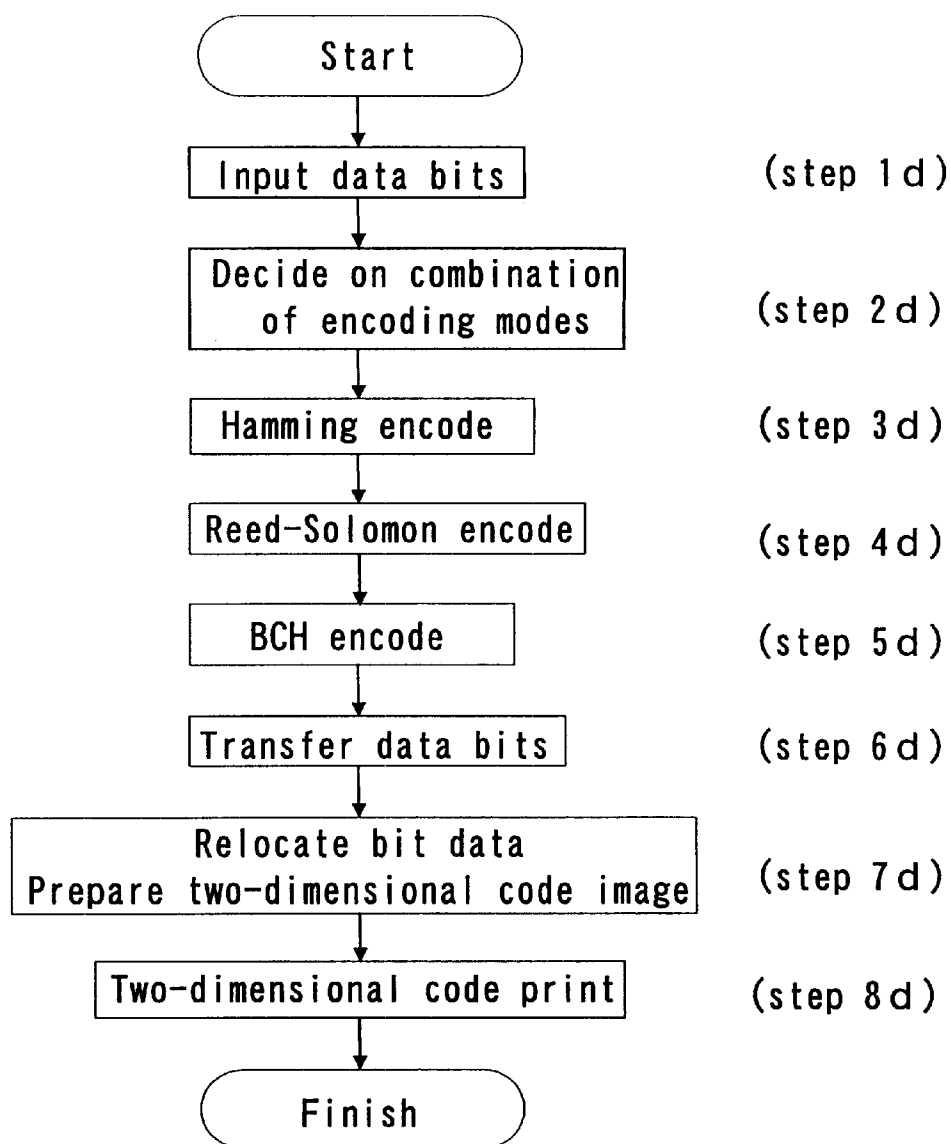 Start
Input data bits (step 1d)
Decide on combination
of encoding modes (step 2d)
Hamming encode (step 3d)
Reed-Solomon encode (step 4d)
BCH encode (step 5d)
Transfer data bits (step 6d)
Relocate bit data
Prepare two-dimensional code image (step 7d)
Two-dimensional code print (step 8d)
Finish